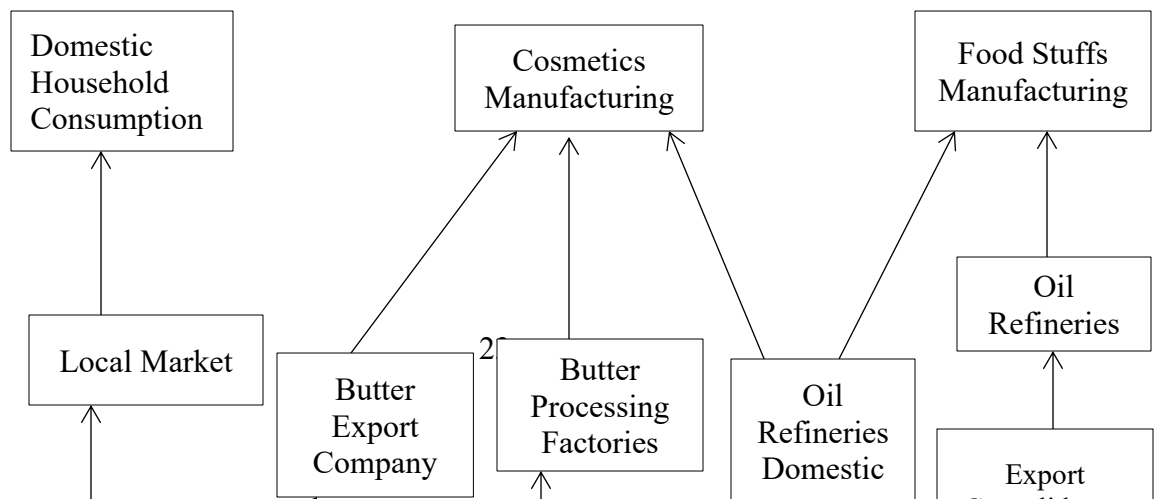 Domestic
Household
Consumption
Cosmetics
Manufacturing
Food Stuffs
Manufacturing
Oil
Refineries
Local Market
Butter
Export
Company
Butter
Processing
Factories
Oil
Refineries
Domestic
Export